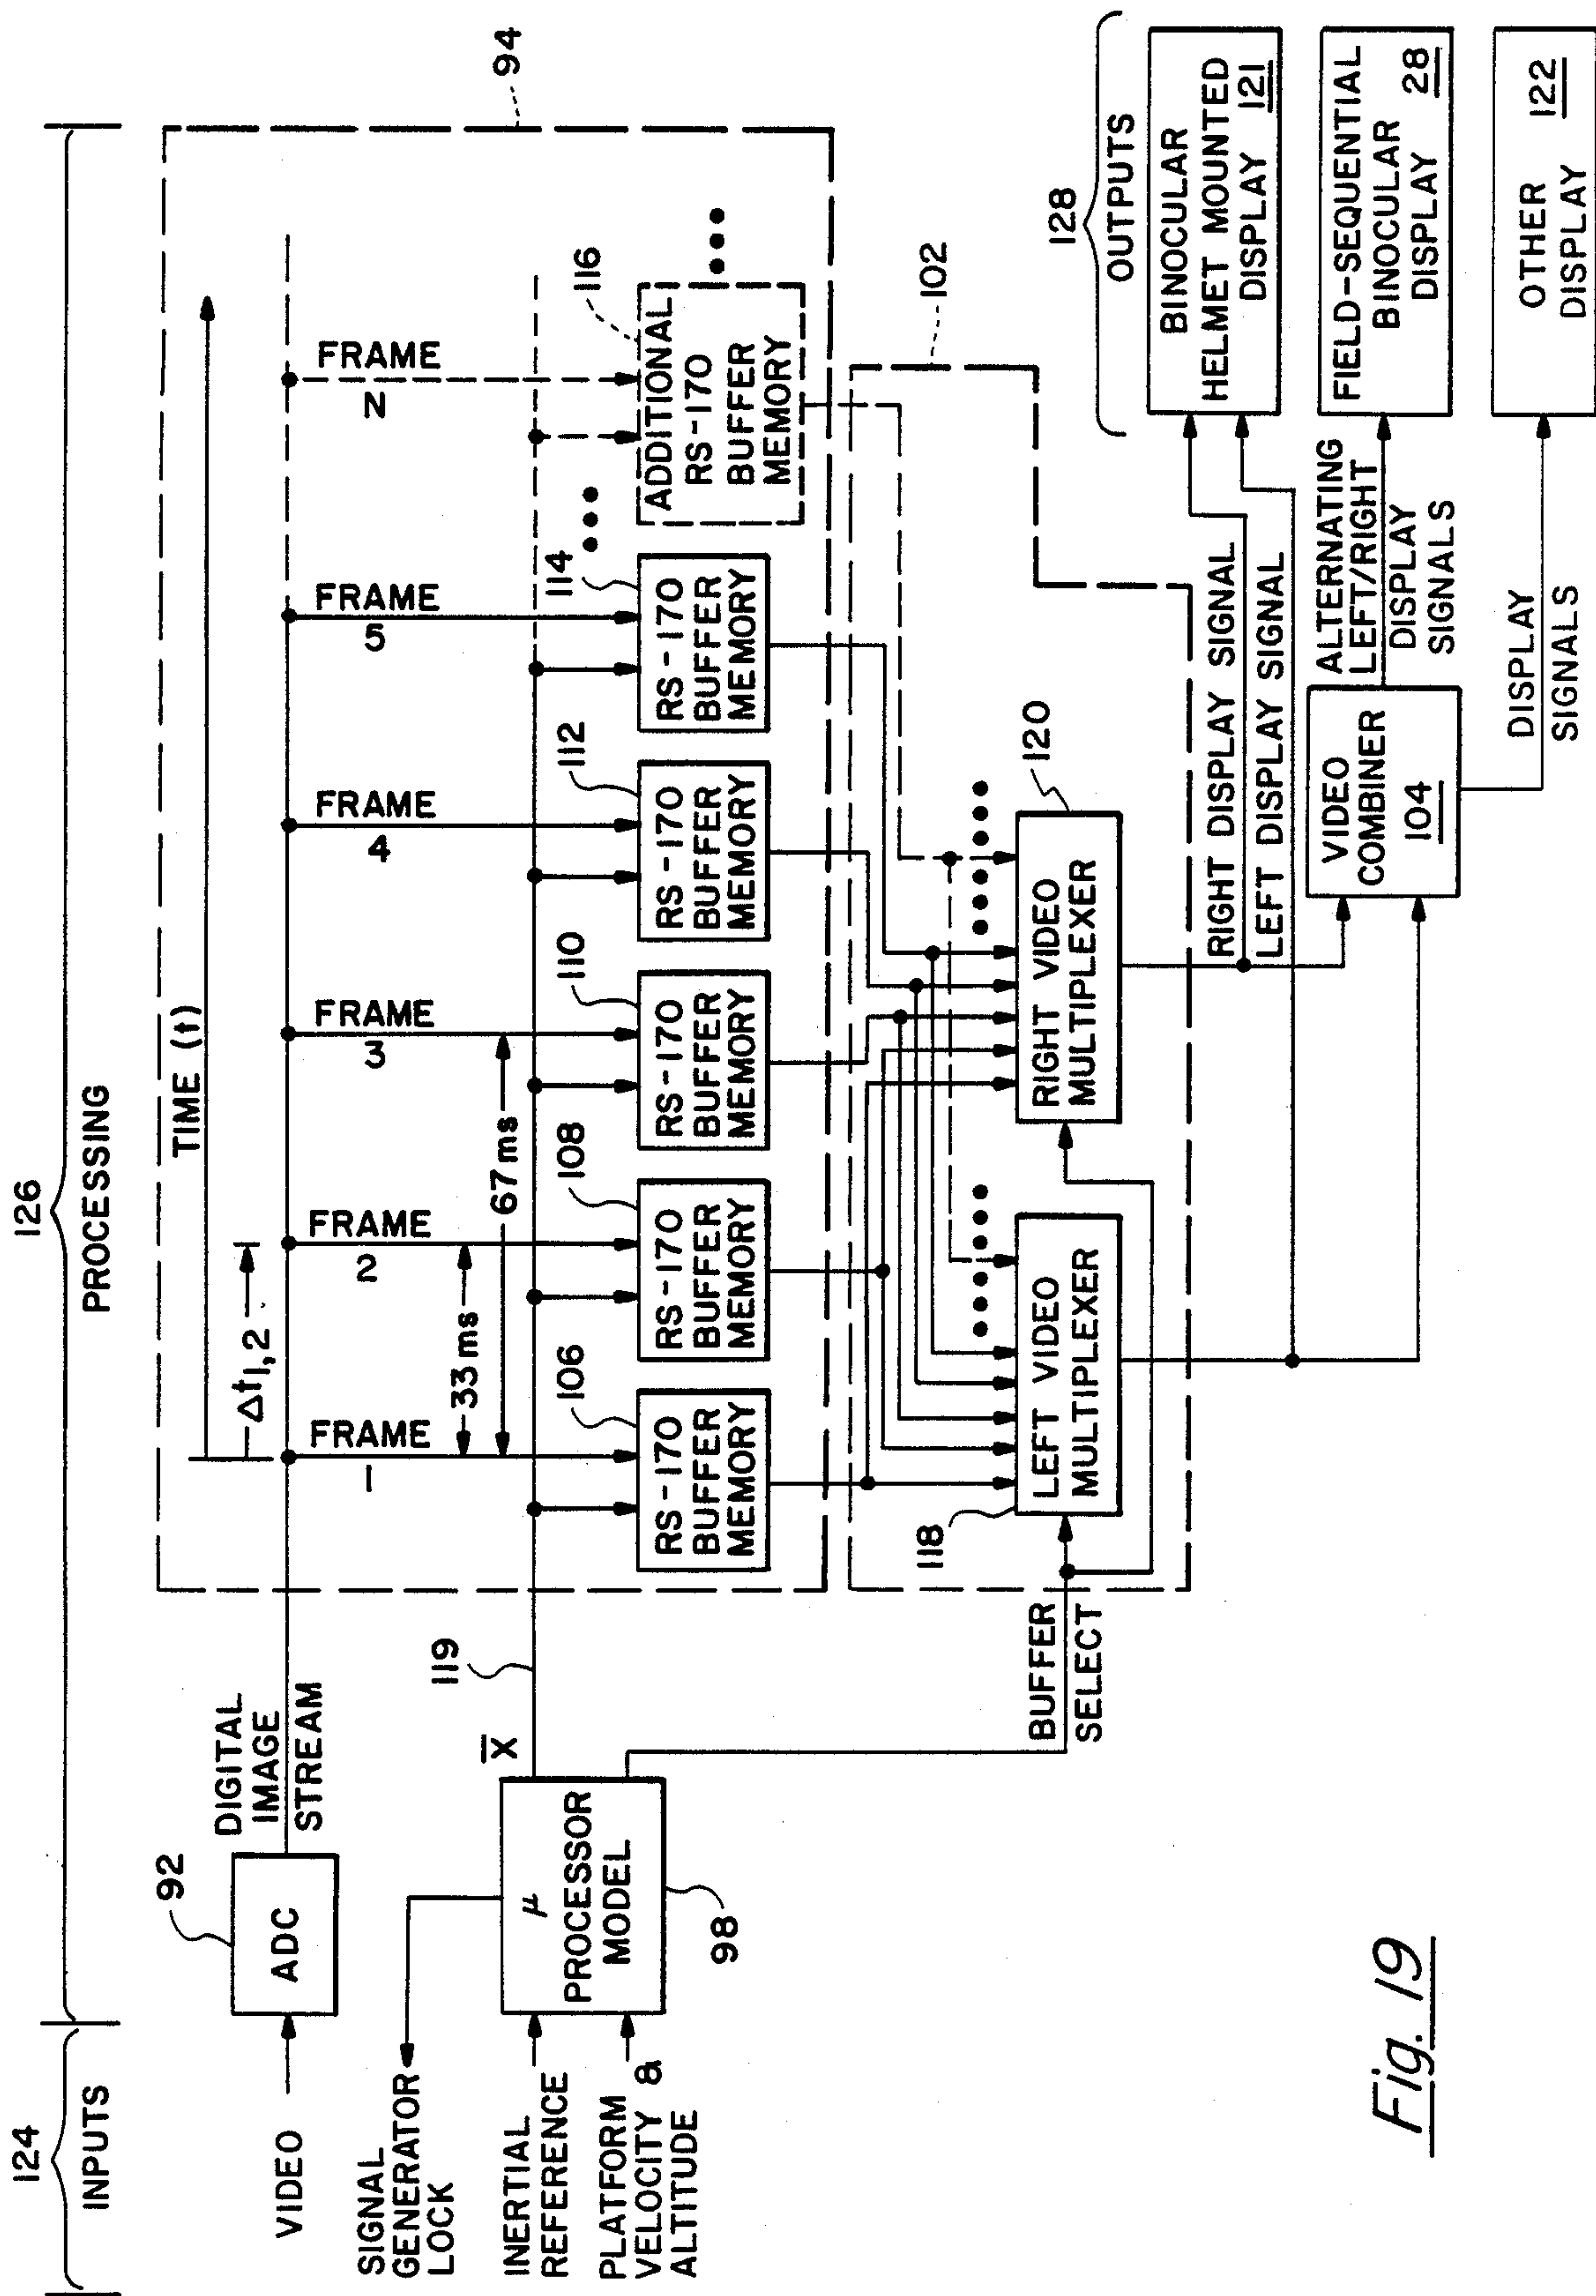 124
INPUTS
126
PROCESSING
VIDEO
92
ADC
DIGITAL
IMAGE
STREAM
TIME (t)
Δt1,2
FRAME
1
FRAME
2
FRAME
3
FRAME
4
FRAME
5
FRAME
N
33ms
67ms
94
SIGNAL
GENERATOR
LOCK
INERTIAL
REFERENCE
PLATFORM
VELOCITY &
ALTITUDE
μ
PROCESSOR
MODEL
98
X̅
119
106
RS-170
BUFFER
MEMORY
108
RS-170
BUFFER
MEMORY
110
RS-170
BUFFER
MEMORY
112
RS-170
BUFFER
MEMORY
114
RS-170
BUFFER
MEMORY
116
ADDITIONAL
RS-170
BUFFER
MEMORY
102
BUFFER
SELECT
118
LEFT VIDEO
MULTIPLEXER
120
RIGHT VIDEO
MULTIPLEXER
RIGHT DISPLAY SIGNAL
LEFT DISPLAY SIGNAL
VIDEO
COMBINER
104
ALTERNATING
LEFT/RIGHT
DISPLAY
SIGNALS
DISPLAY
SIGNALS
128
OUTPUTS
BINOCULAR
HELMET MOUNTED
DISPLAY 121
FIELD-SEQUENTIAL
BINOCULAR
DISPLAY 28
OTHER
DISPLAY 122
Fig. 19